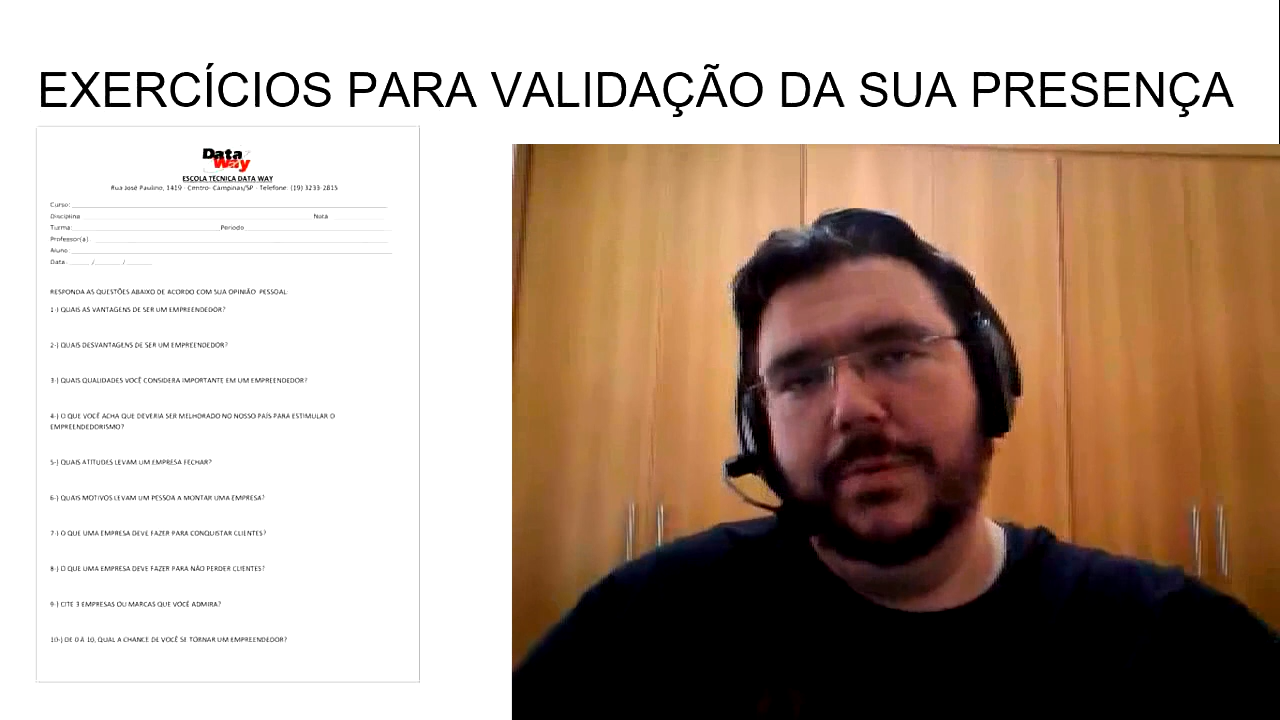 EXERCÍCIOS PARA VALIDAÇÃO DA SUA PRESENÇA
Data Way
ESCOLA TÉCNICA DATA WAY
Rua José Paulino, 1419 - Centro- Campinas/SP - Telefone: (19) 3233-2815
Curso:
Disciplina Nota
Turma: Período
Professor(a):
Aluno:
Data: / /
RESPONDA AS QUESTÕES ABAIXO DE ACORDO COM SUA OPINIÃO PESSOAL:
1-) QUAIS AS VANTAGENS DE SER UM EMPREENDEDOR?
2-) QUAIS DESVANTAGENS DE SER UM EMPREENDEDOR?
3-) QUAIS QUALIDADES VOCÊ CONSIDERA IMPORTANTE EM UM EMPREENDEDOR?
4-) O QUE VOCÊ ACHA QUE DEVERIA SER MELHORADO NO NOSSO PAÍS PARA ESTIMULAR O
EMPREENDEDORISMO?
5-) QUAIS ATITUDES LEVAM UM EMPRESA FECHAR?
6-) QUAIS MOTIVOS LEVAM UM PESSOA A MONTAR UMA EMPRESA?
7-) O QUE UMA EMPRESA DEVE FAZER PARA CONQUISTAR CLIENTES?
8-) O QUE UMA EMPRESA DEVE FAZER PARA NÃO PERDER CLIENTES?
9-) CITE 3 EMPRESAS OU MARCAS QUE VOCÊ ADMIRA?
10-) DE 0 A 10, QUAL A CHANCE DE VOCÊ SE TORNAR UM EMPREENDEDOR?